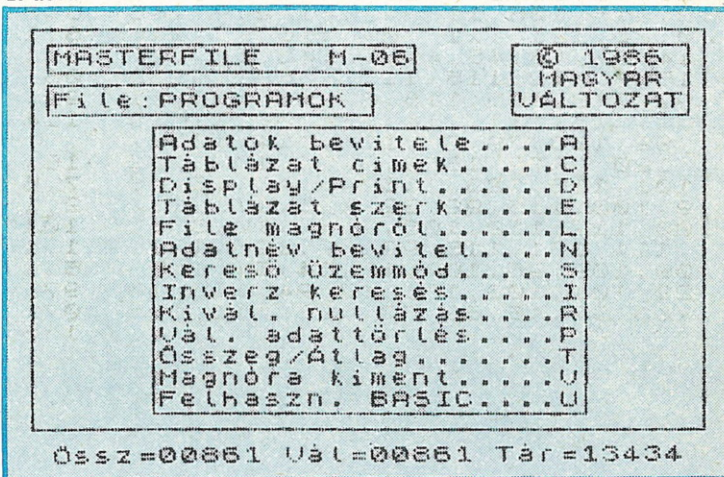 MASTERFILE M-06
© 1986
MAGYAR
VÁLTOZAT
File:PROGRAMOK
Adatok bevitele....A
Táblázat címek.....C
Display/Print......D
Táblázat szerk.....E
File magnóról......L
Adatnév bevitel....N
Kereső üzemmód.....S
Inverz keresés.....I
Kivál. nullázás....R
Vál. adattörlés....P
Összeg/Átlag.......T
Magnóra kiment.....V
Felhaszn. BASIC....U
Össz=00861 Vál=00861 Tár=13434